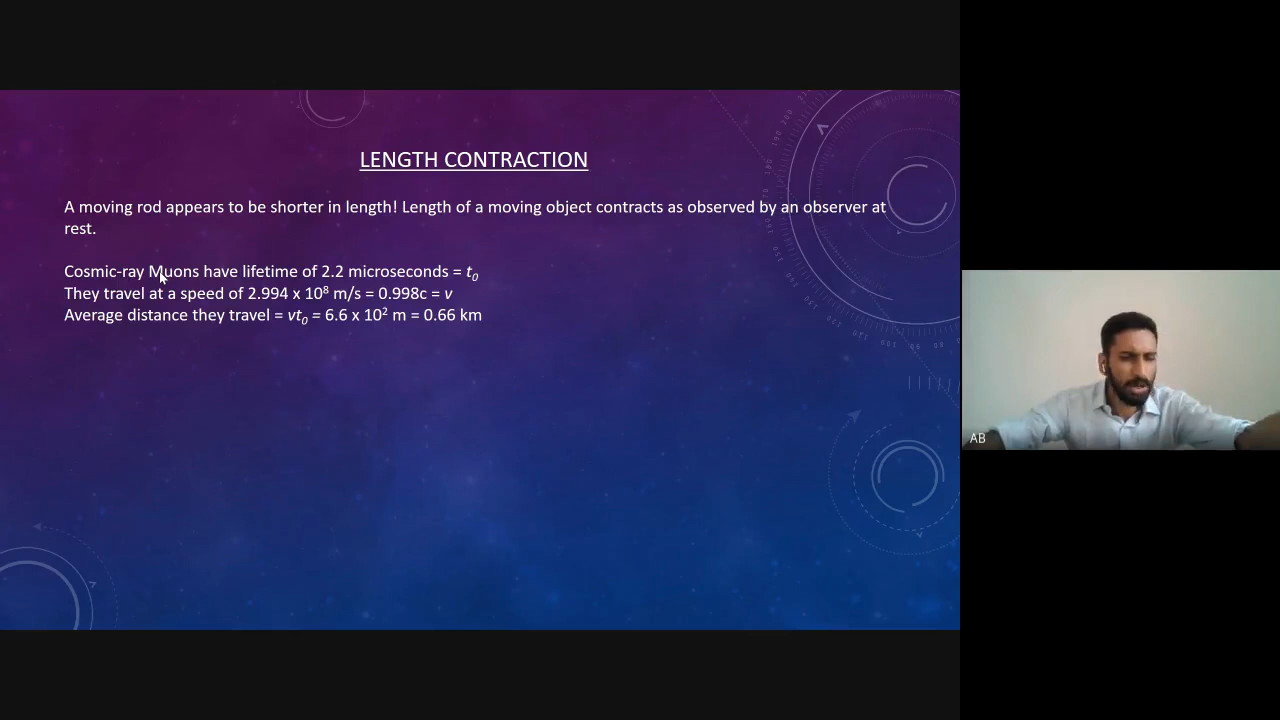 LENGTH CONTRACTION
A moving rod appears to be shorter in length! Length of a moving object contracts as observed by an observer at
rest.
Cosmic-ray Muons have lifetime of 2.2 microseconds = t₀
They travel at a speed of 2.994 x 10⁸ m/s = 0.998c = v
Average distance they travel = vt₀ = 6.6 x 10² m = 0.66 km
AB